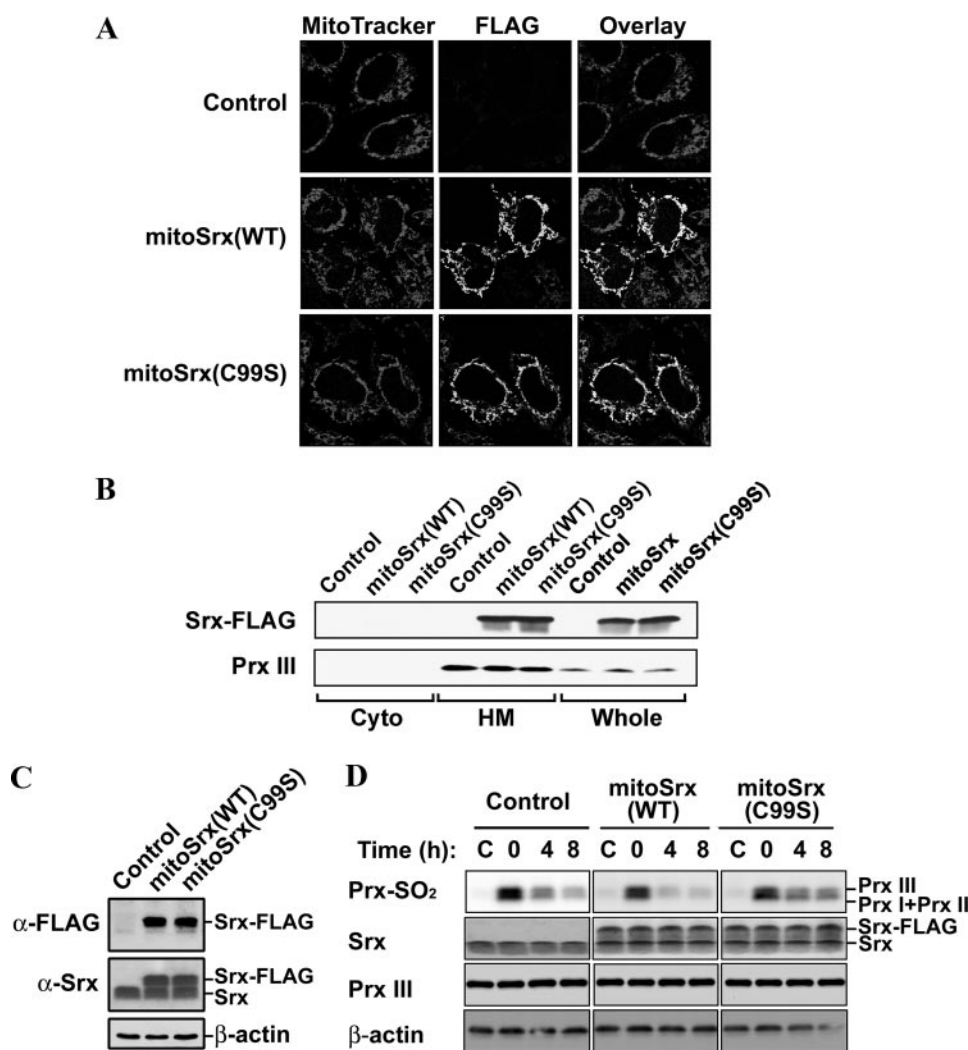 A
MitoTracker FLAG Overlay
Control
mitoSrx(WT)
mitoSrx(C99S)
B
Control mitoSrx(WT) mitoSrx(C99S) Control mitoSrx(WT) mitoSrx(C99S) Control mitoSrx mitoSrx(C99S)
Srx-FLAG
Prx III
Cyto HM Whole
C
Control mitoSrx(WT) mitoSrx(C99S)
α-FLAG Srx-FLAG
α-Srx Srx-FLAG
Srx
β-actin
D
Control mitoSrx (WT) mitoSrx (C99S)
Time (h): C 0 4 8 C 0 4 8 C 0 4 8
Prx-SO₂ Prx III
Prx I+Prx II
Srx Srx-FLAG
Srx
Prx III
β-actin